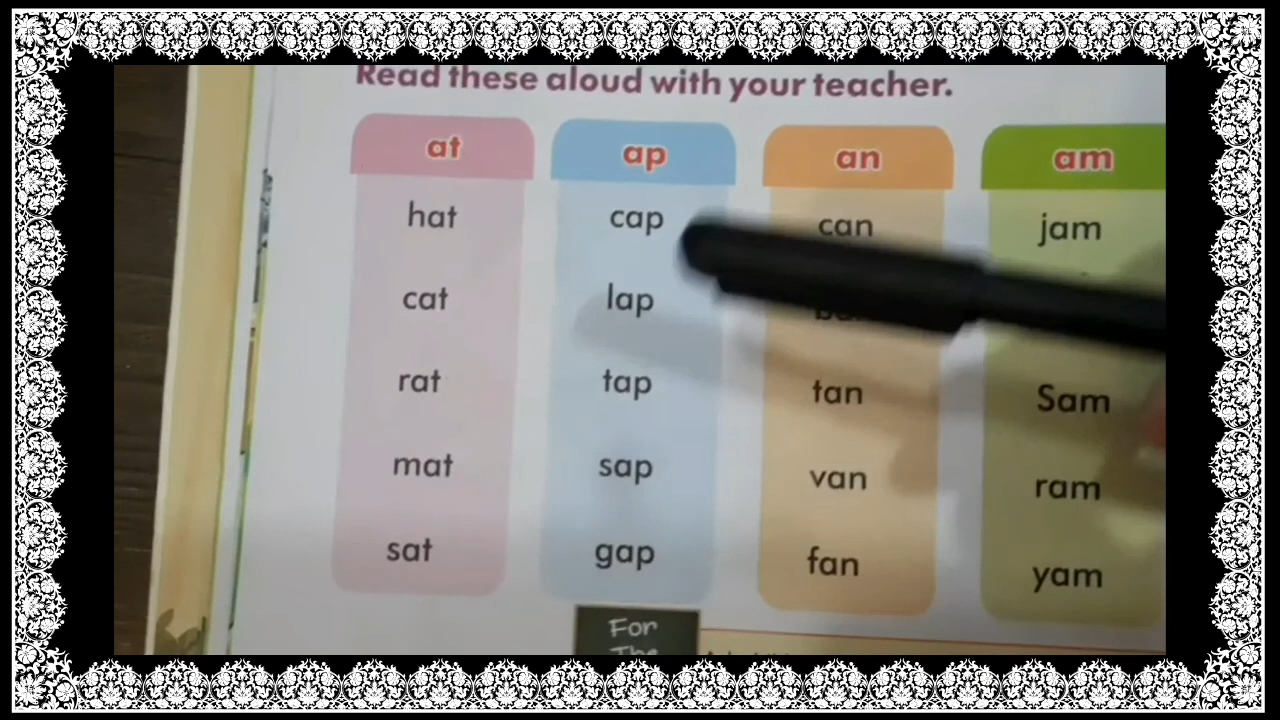 Read these aloud with your teacher.
at ap an am
hat cap can jam
cat lap
rat tap tan Sam
mat sap van ram
sat gap fan yam
For
The